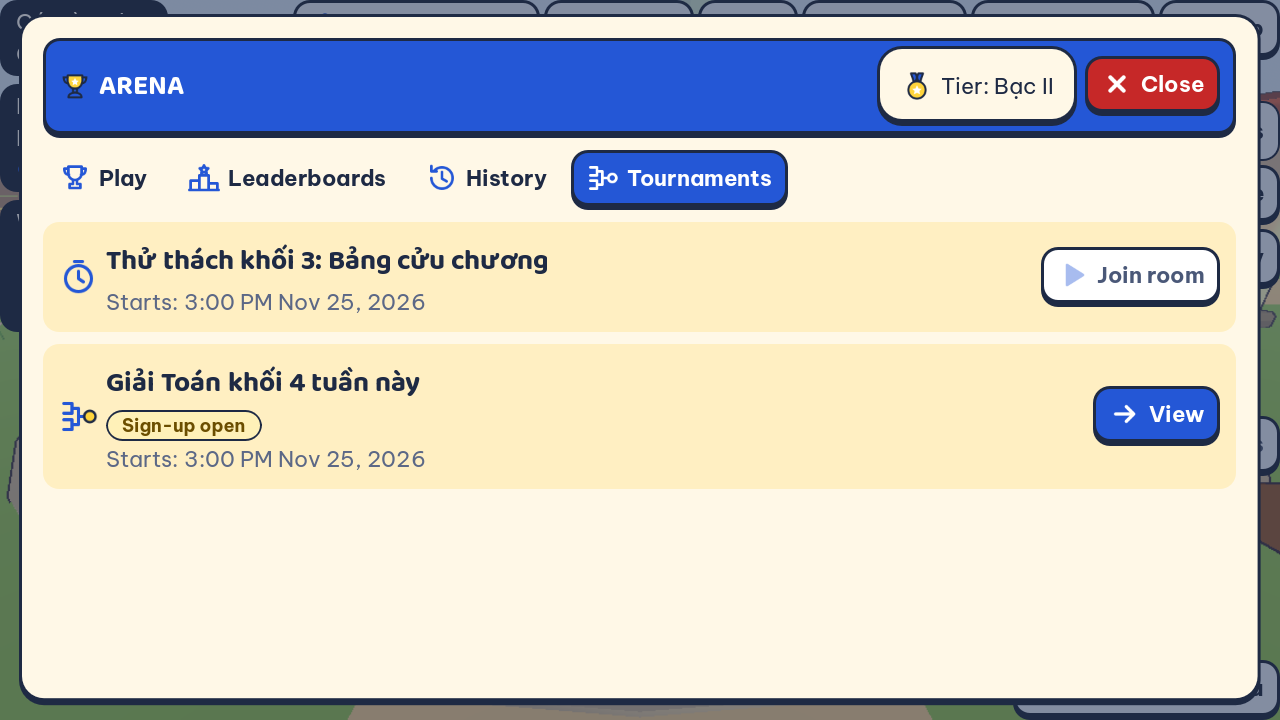 ARENA
Tier: Bạc II
Close
Play
Leaderboards
History
Tournaments
Thử thách khối 3: Bảng cửu chương
Starts: 3:00 PM Nov 25, 2026
Join room
Giải Toán khối 4 tuần này
Sign-up open
Starts: 3:00 PM Nov 25, 2026
View